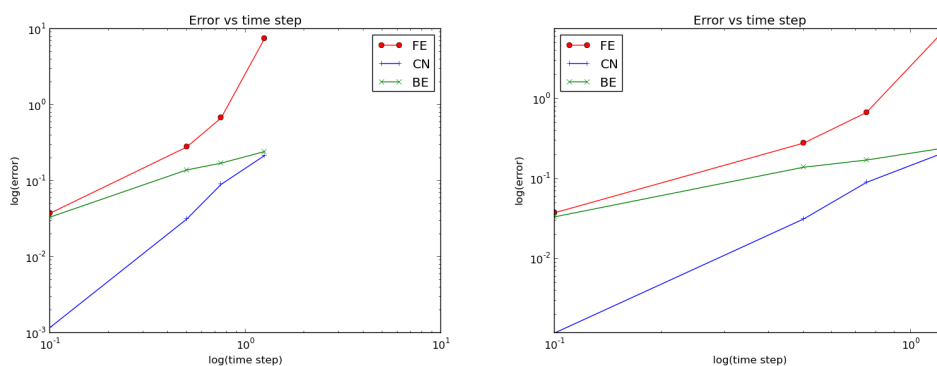 Error vs time step
log(error)
10^1
10^0
10^-1
10^-2
10^-3
FE
CN
BE
10^-1
10^0
10^1
log(time step)
Error vs time step
log(error)
10^0
10^-1
10^-2
FE
CN
BE
10^-1
10^0
log(time step)